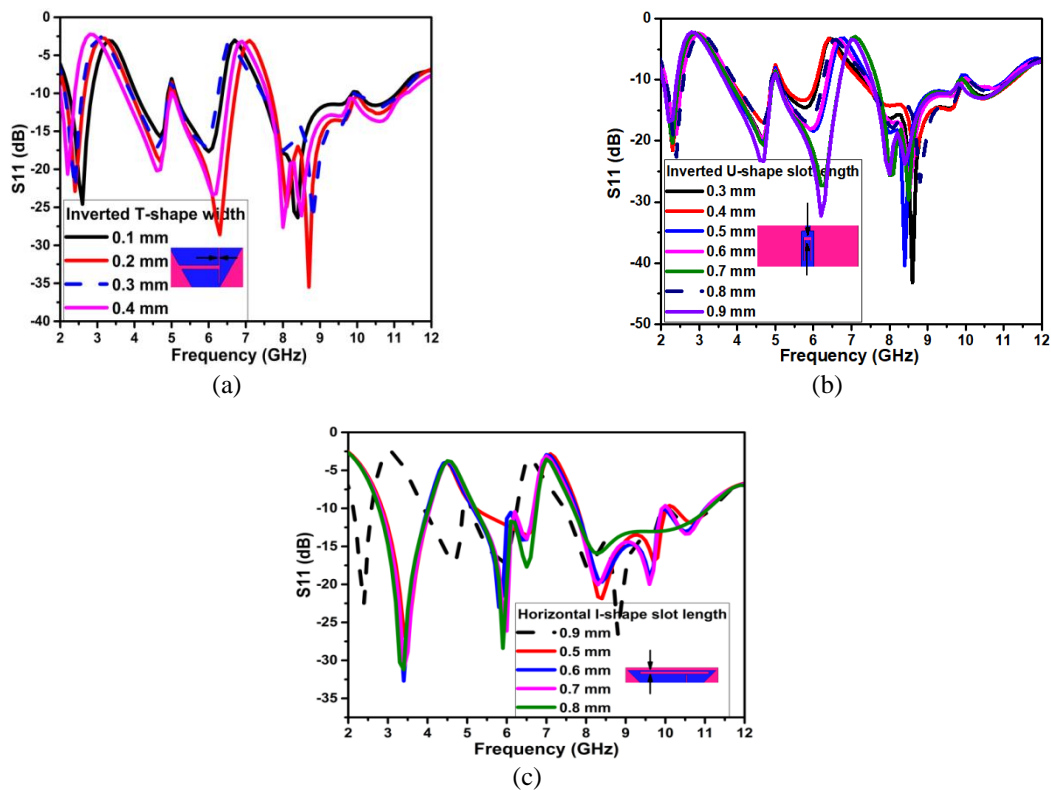 0
-5
-10
-15
-20
-25
-30
-35
-40
S11 (dB)
2 3 4 5 6 7 8 9 10 11 12
Frequency (GHz)
Inverted T-shape width
0.1 mm
0.2 mm
0.3 mm
0.4 mm
(a)
0
-10
-20
-30
-40
-50
S11 (dB)
2 3 4 5 6 7 8 9 10 11 12
Frequency (GHz)
Inverted U-shape slot length
0.3 mm
0.4 mm
0.5 mm
0.6 mm
0.7 mm
0.8 mm
0.9 mm
(b)
0
-5
-10
-15
-20
-25
-30
-35
S11 (dB)
2 3 4 5 6 7 8 9 10 11 12
Frequency (GHz)
Horizontal I-shape slot length
0.9 mm
0.5 mm
0.6 mm
0.7 mm
0.8 mm
(c)